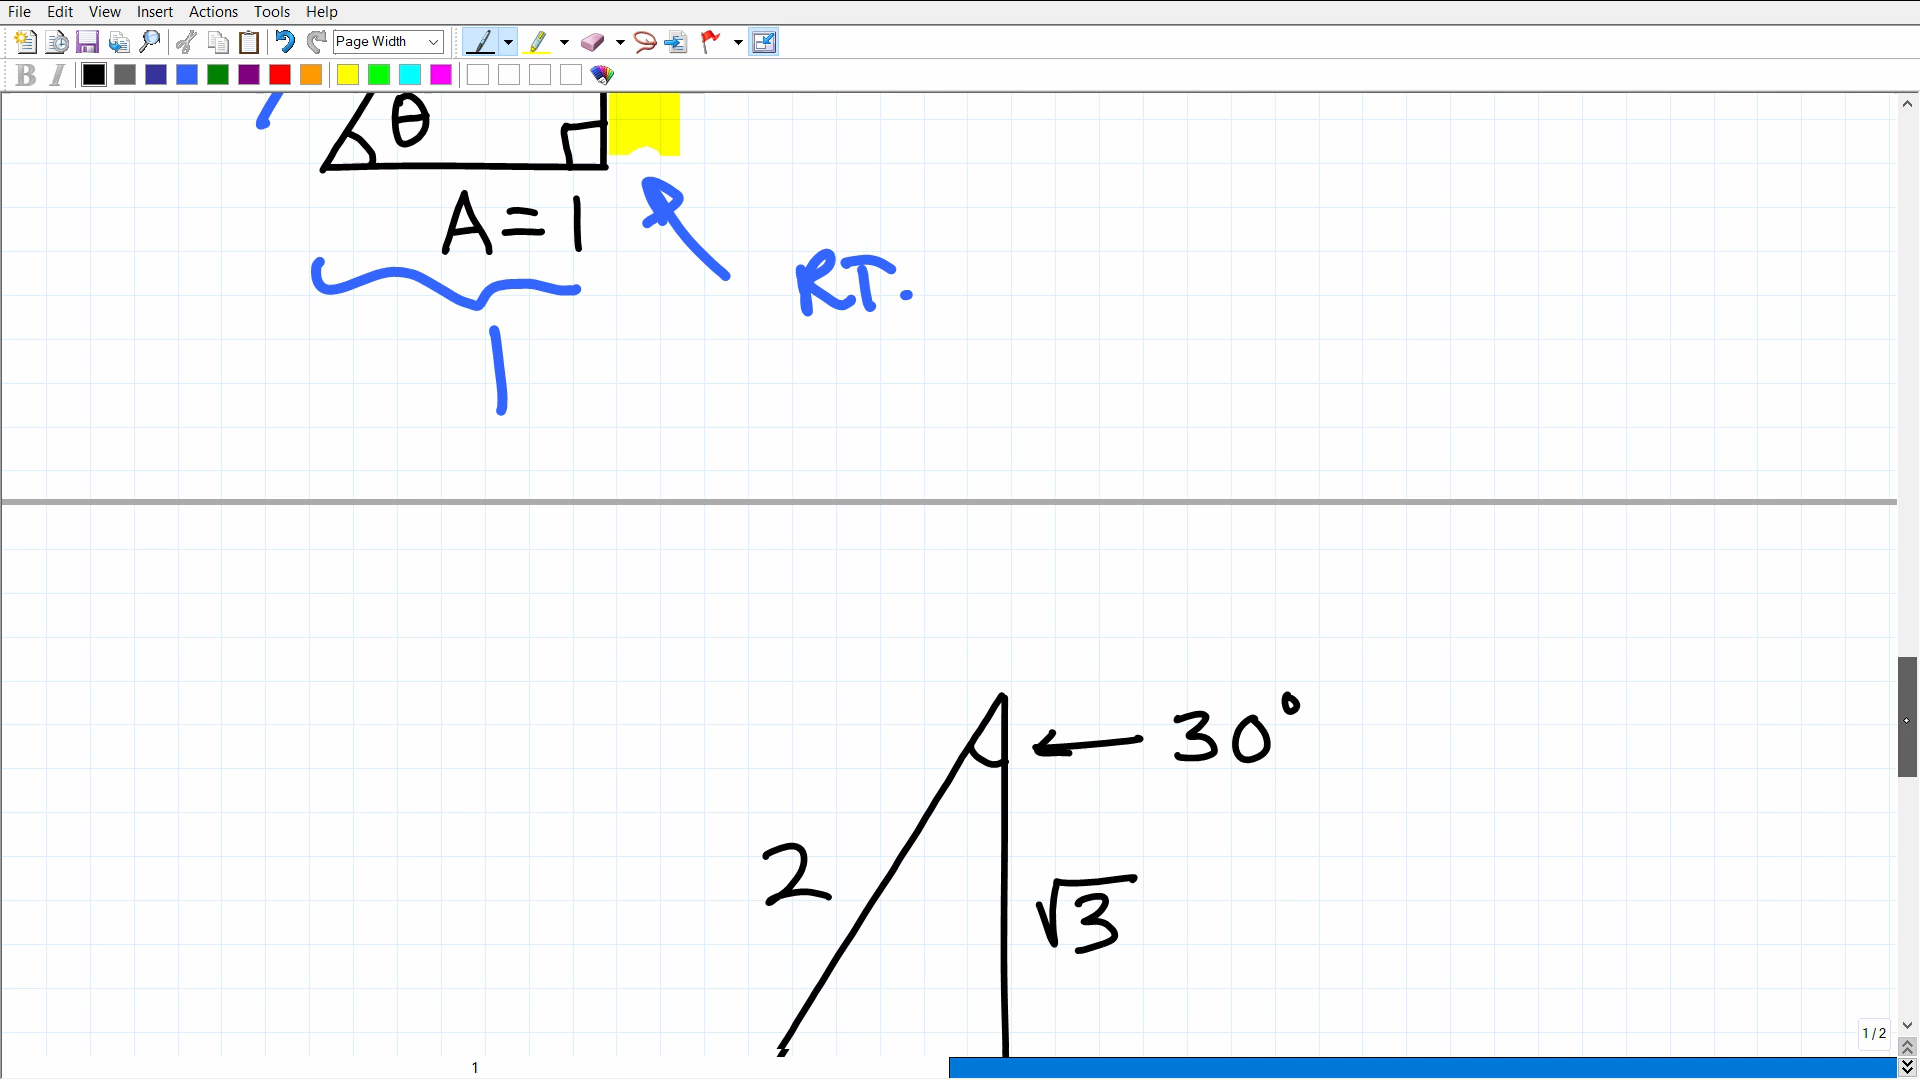 File Edit View Insert Actions Tools Help
Page Width
B I
θ
A = 1
RT.
1
30°
2
√3
1 / 2
1